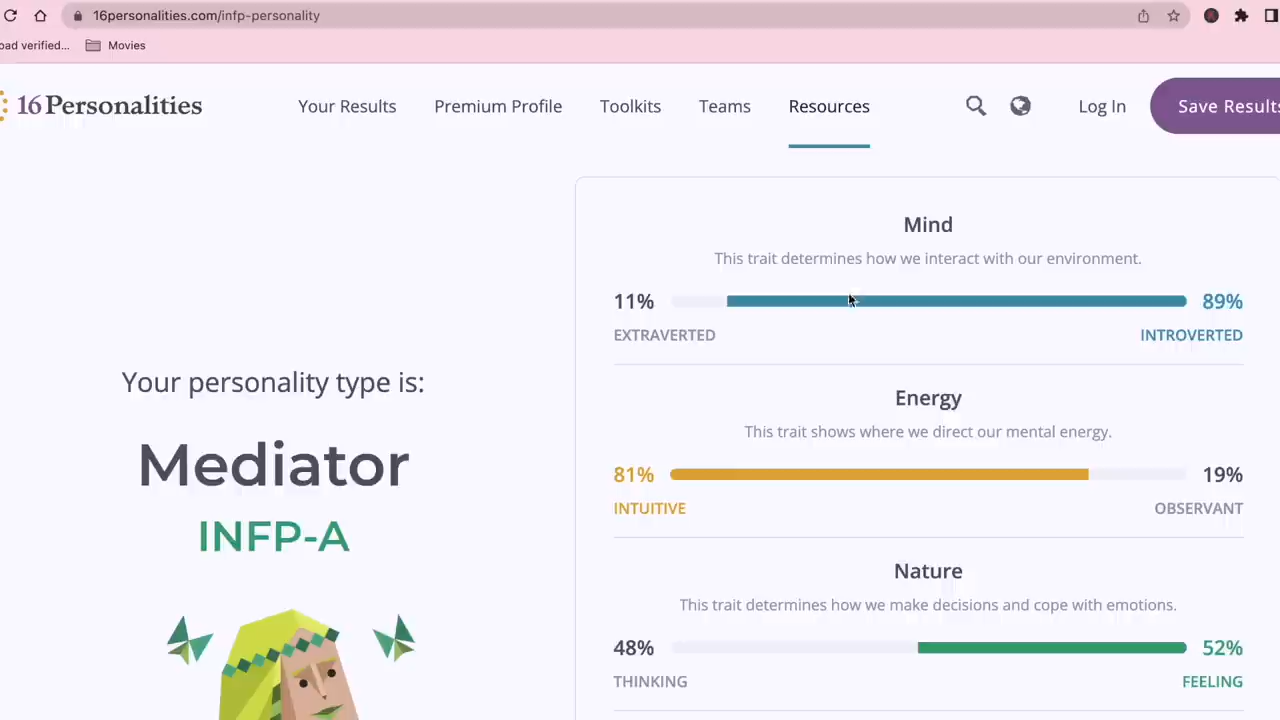 16personalities.com/infp-personality
oad verified... Movies
16Personalities Your Results Premium Profile Toolkits Teams Resources Log In Save Results
Your personality type is:
Mediator
INFP-A
Mind
This trait determines how we interact with our environment.
11% 89%
EXTRAVERTED INTROVERTED
Energy
This trait shows where we direct our mental energy.
81% 19%
INTUITIVE OBSERVANT
Nature
This trait determines how we make decisions and cope with emotions.
48% 52%
THINKING FEELING